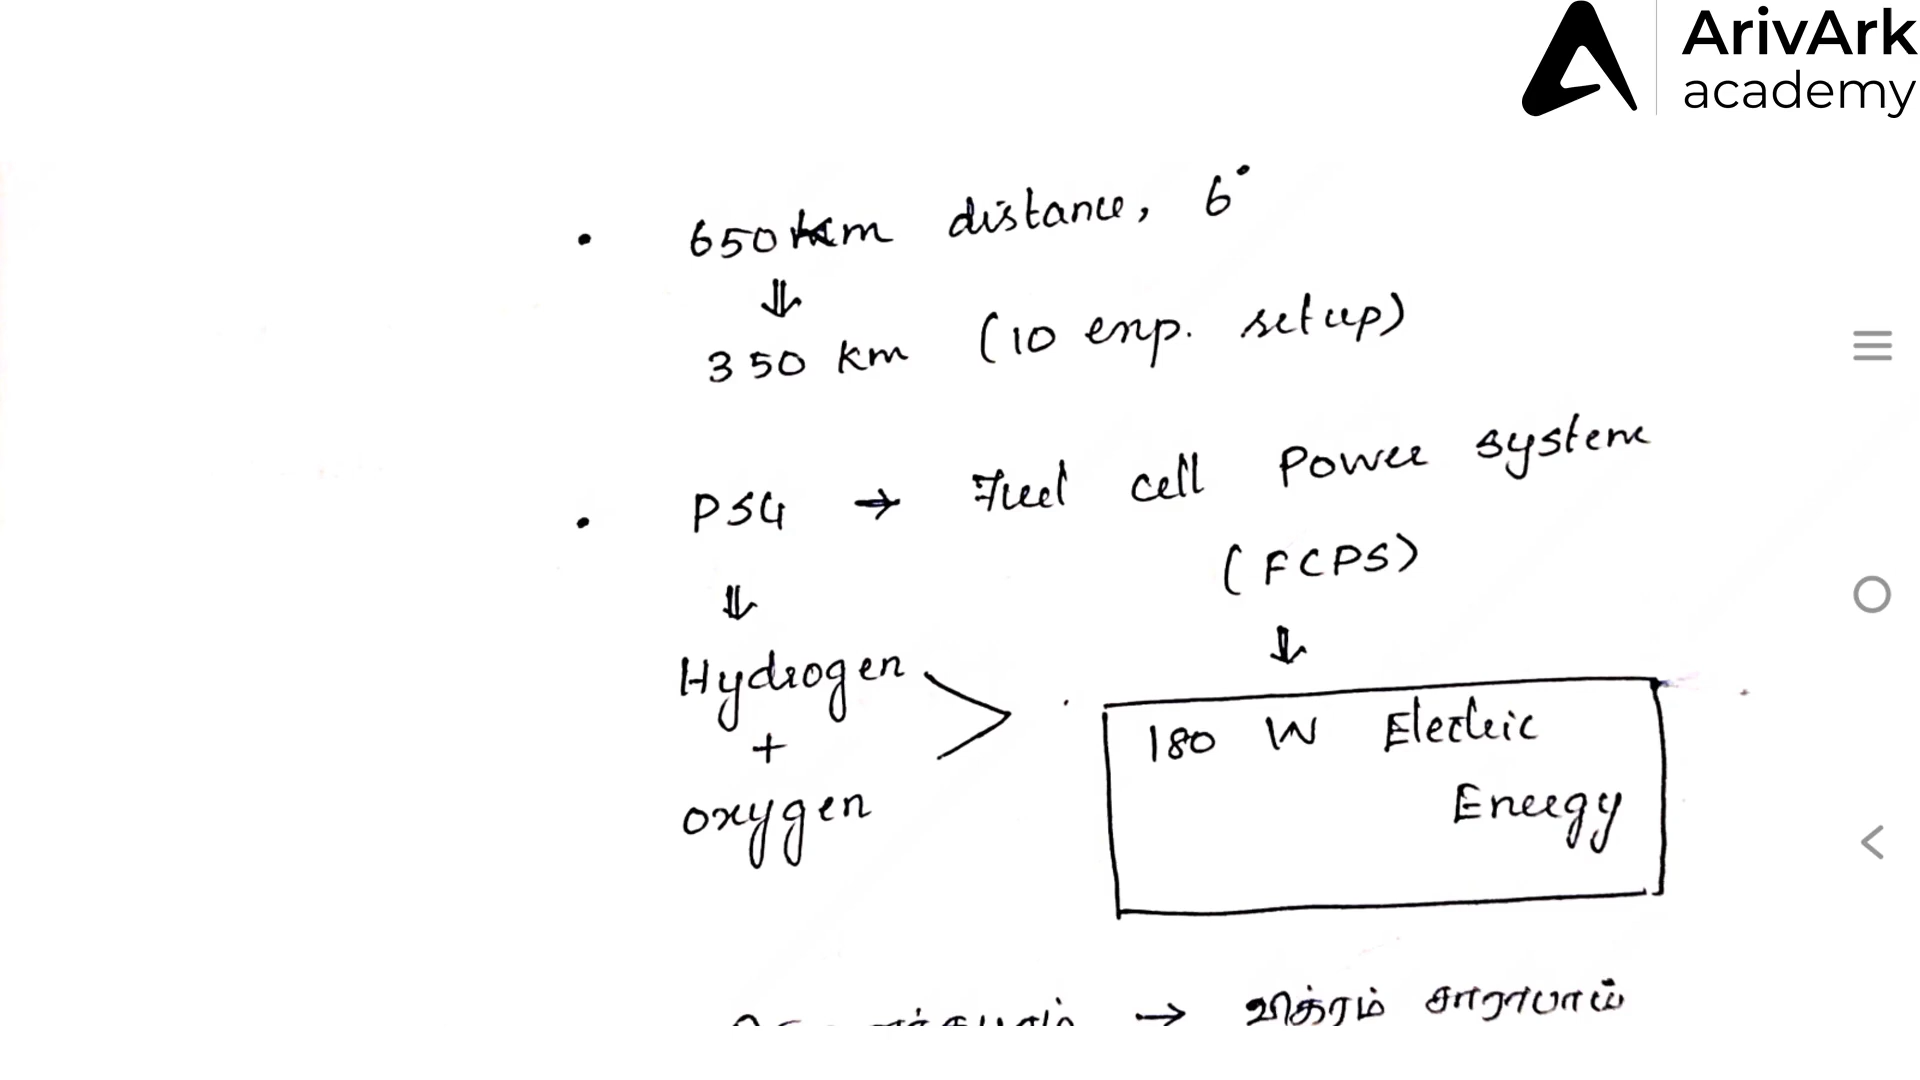 ArivArk
academy
• 650 km distance, 6°
⇓
350 km (10 exp. setup)
• PS4 → Fuel cell Power system
(FCPS)
⇓
Hydrogen
+
oxygen
180 W Electric
Energy
→ விக்ரம் சாராபாய்